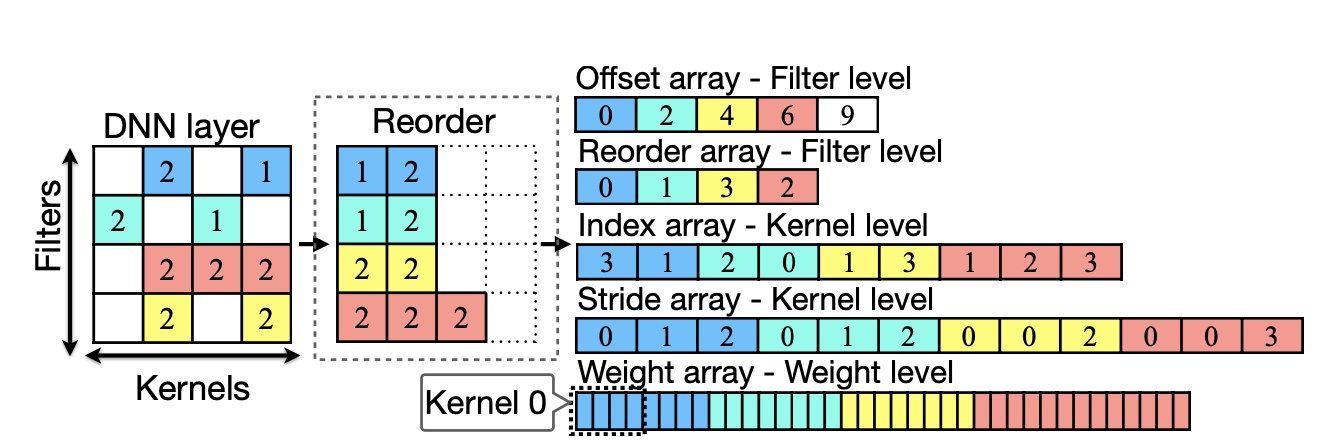 Offset array - Filter level
0 2 4 6 9
DNN layer
Reorder
Reorder array - Filter level
0 1 3 2
Filters
2 1
2 1
2 2 2
2 2
1 2
1 2
2 2
2 2 2
Index array - Kernel level
3 1 2 0 1 3 1 2 3
Stride array - Kernel level
0 1 2 0 1 2 0 0 2 0 0 3
Weight array - Weight level
Kernel 0
Kernels